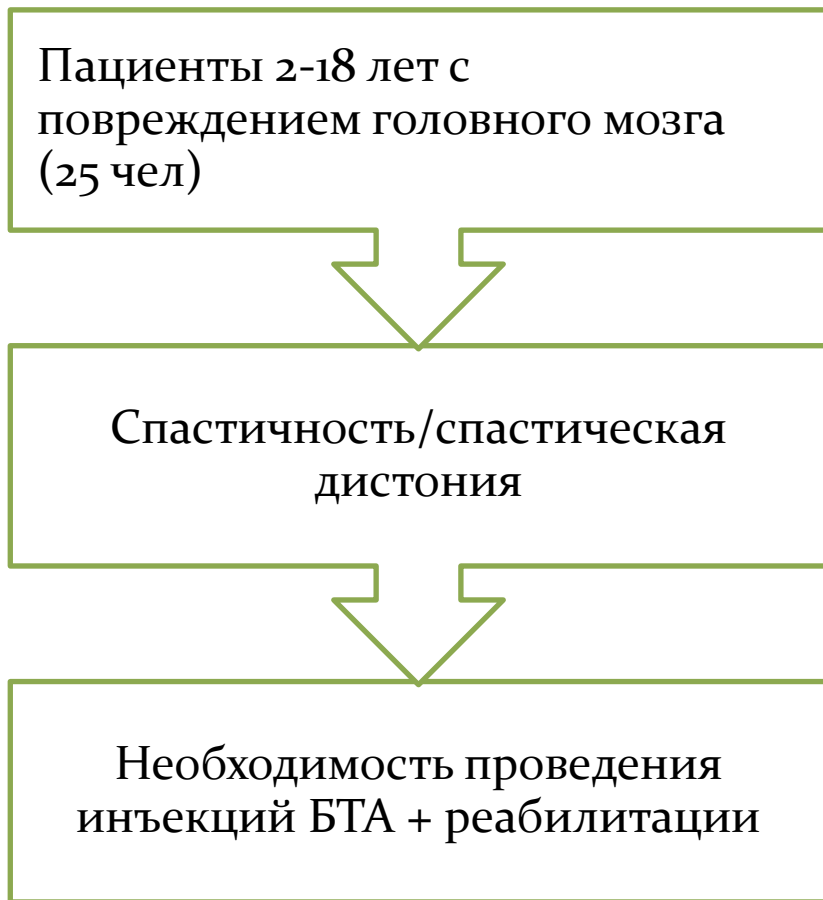 Пациенты 2-18 лет с
повреждением головного мозга
(25 чел)
Спастичность/спастическая
дистония
Необходимость проведения
инъекций БТА + реабилитации